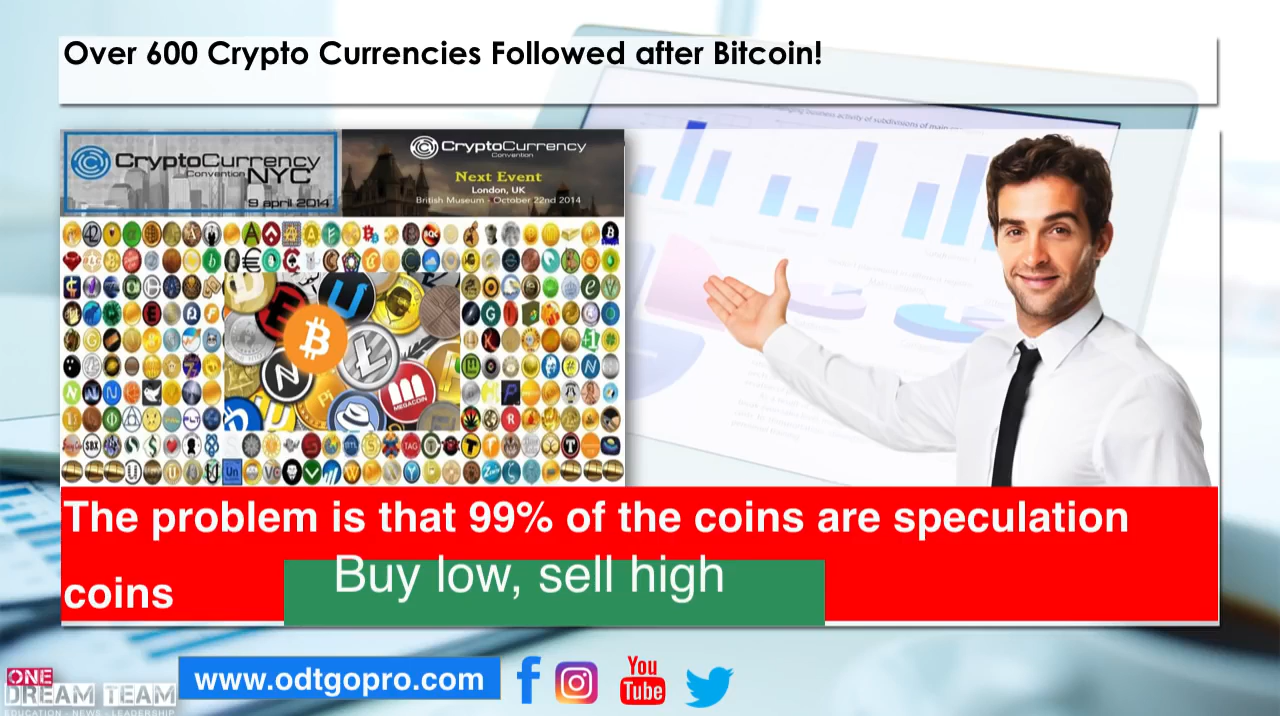 Over 600 Crypto Currencies Followed after Bitcoin!
CryptoCurrency
Convention NYC
9 april 2014
CryptoCurrency
Convention
Next Event
London, UK
British Museum - October 22nd 2014
MEGACOIN
The problem is that 99% of the coins are speculation
coins
Buy low, sell high
ONE
DREAM TEAM
EDUCATION - NEWS - LEADERSHIP
www.odtgopro.com
You
Tube